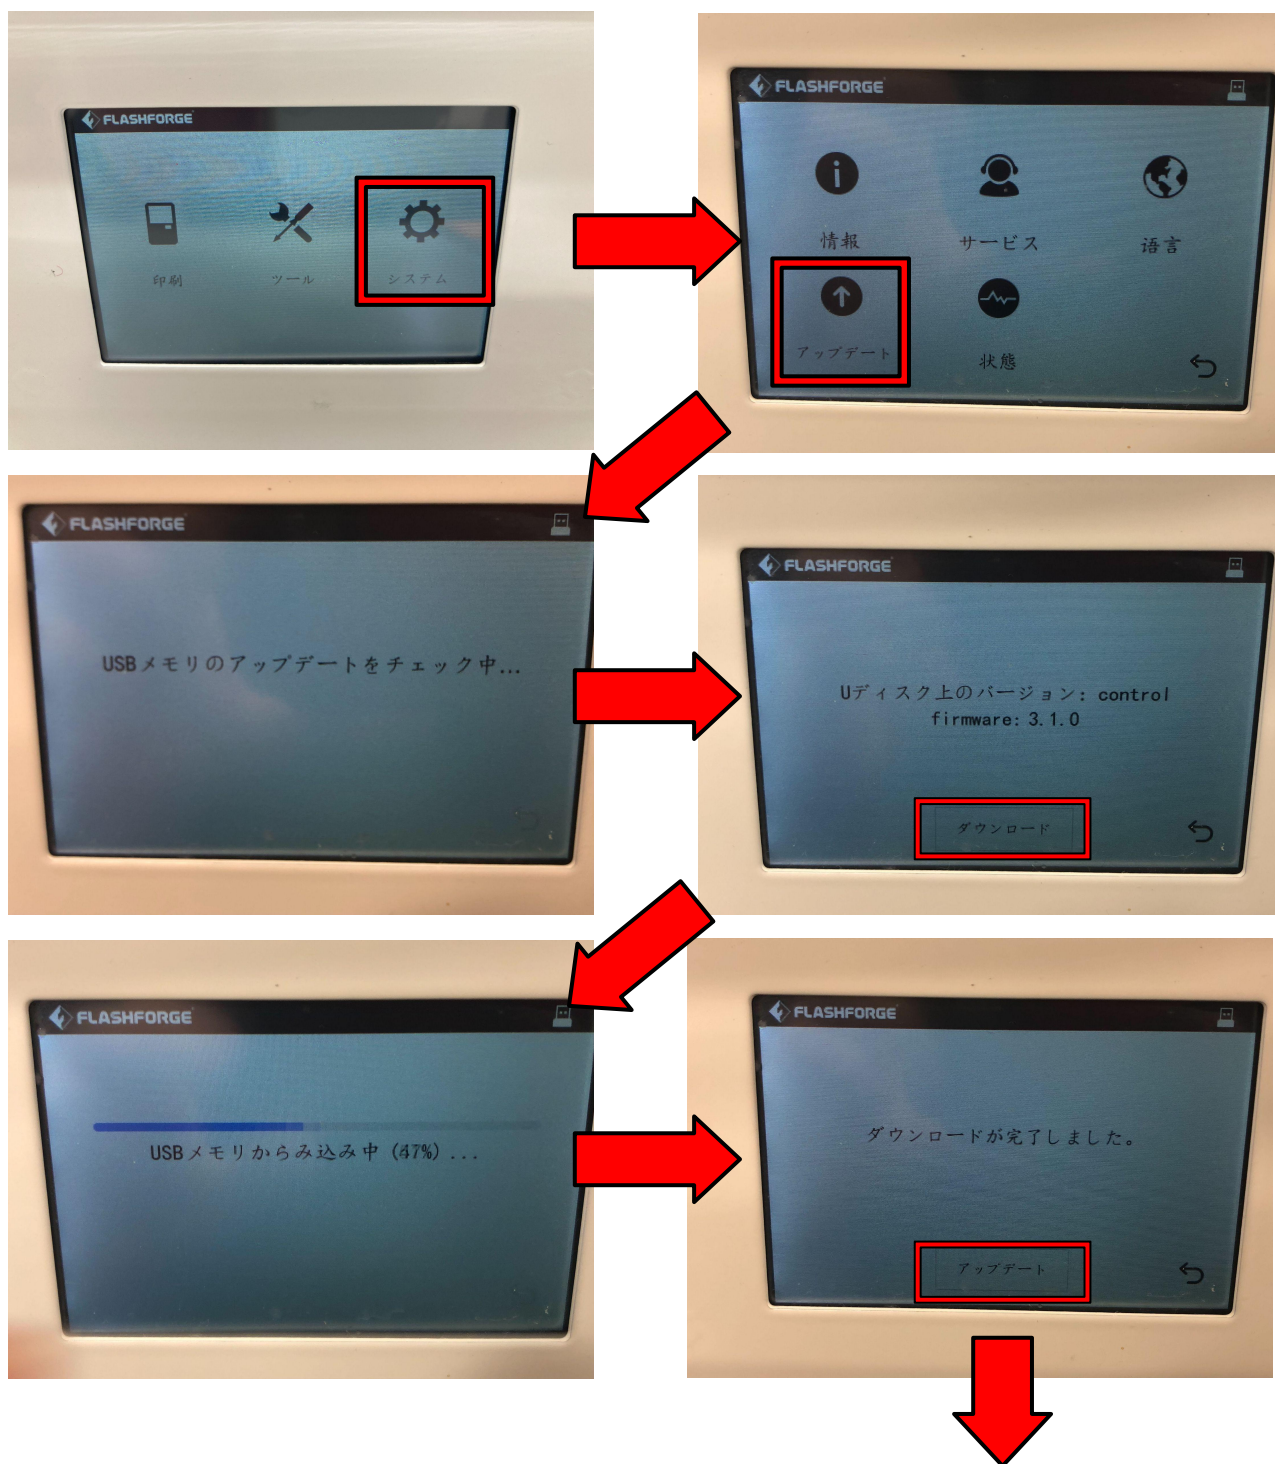 FLASHFORGE
印刷
ツール
システム
FLASHFORGE
情報
サービス
语言
アップデート
状態
FLASHFORGE
USBメモリのアップデートをチェック中...
FLASHFORGE
Uディスク上のバージョン: control
firmware: 3.1.0
ダウンロード
FLASHFORGE
USBメモリからみ込み中 (47%) ...
FLASHFORGE
ダウンロードが完了しました。
アップデート